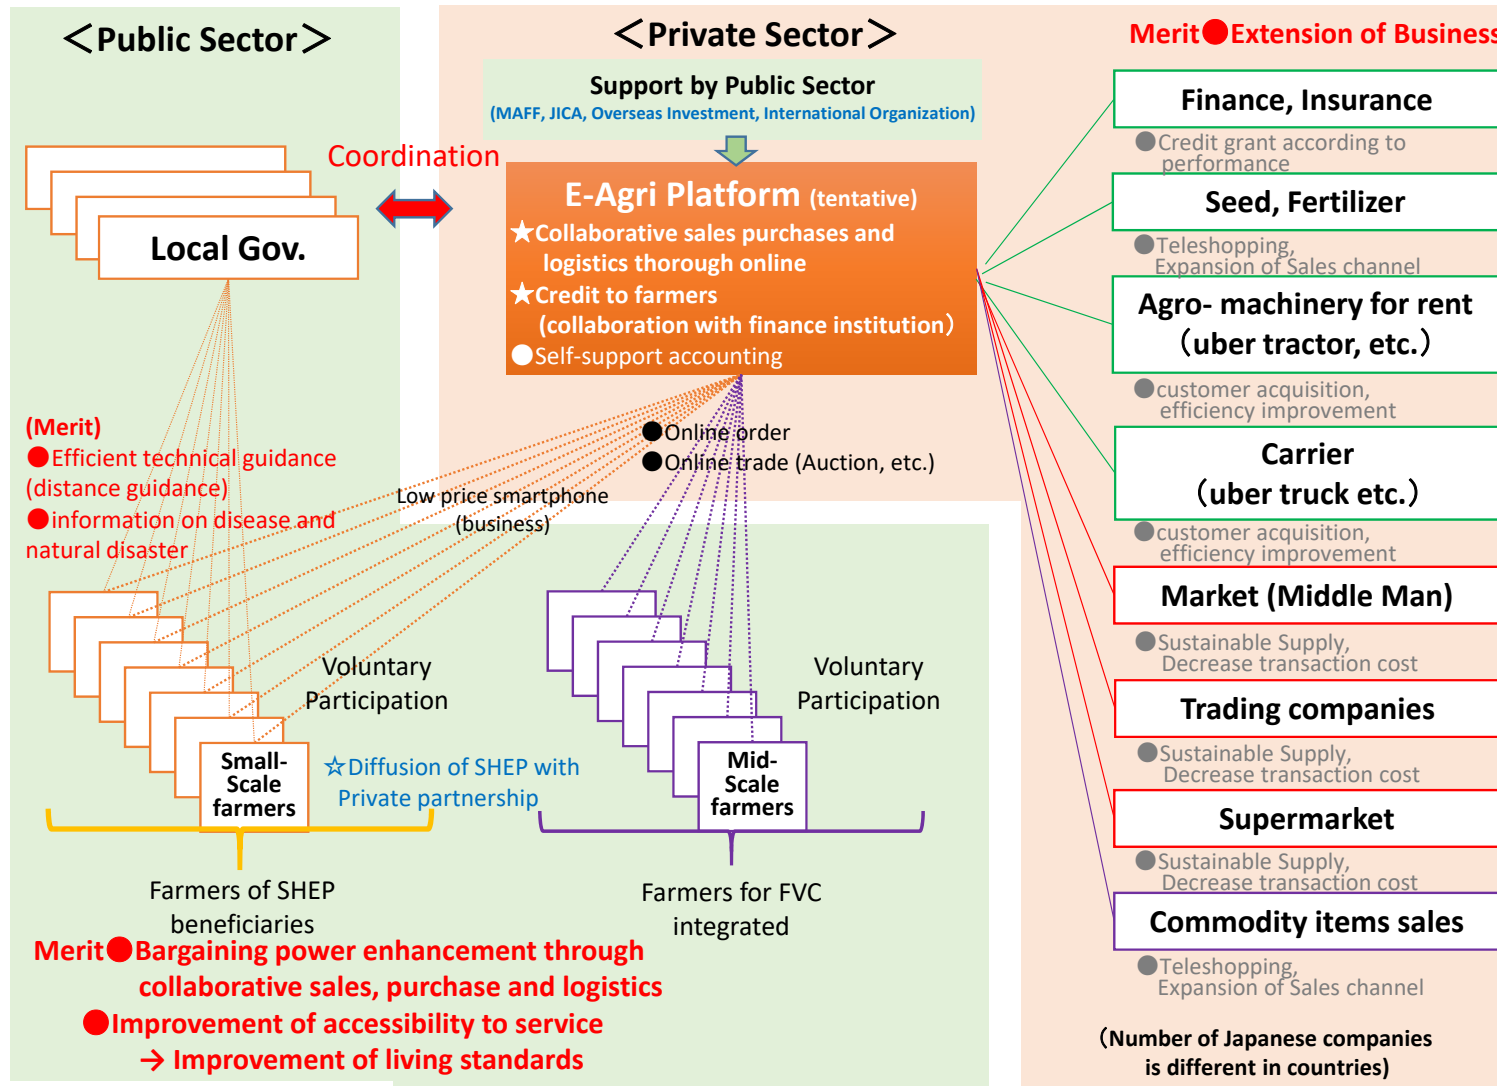 ＜Public Sector＞
Coordination
Local Gov.
(Merit)
●Efficient technical guidance
(distance guidance)
●information on disease and
natural disaster
＜Private Sector＞
Support by Public Sector
(MAFF, JICA, Overseas Investment, International Organization)
E-Agri Platform (tentative)
★Collaborative sales purchases and
logistics thorough online
★Credit to farmers
(collaboration with finance institution）
●Self-support accounting
●Online order
●Online trade (Auction, etc.)
Low price smartphone
(business)
Voluntary
Participation
Small-
Scale
farmers
☆Diffusion of SHEP with
Private partnership
Voluntary
Participation
Mid-
Scale
farmers
Farmers of SHEP
beneficiaries
Farmers for FVC
integrated
Merit●Bargaining power enhancement through
collaborative sales, purchase and logistics
●Improvement of accessibility to service
→ Improvement of living standards
Merit●Extension of Business
Finance, Insurance
●Credit grant according to
performance
Seed, Fertilizer
●Teleshopping,
Expansion of Sales channel
Agro- machinery for rent
（uber tractor, etc.）
●customer acquisition,
efficiency improvement
Carrier
（uber truck etc.）
●customer acquisition,
efficiency improvement
Market (Middle Man)
●Sustainable Supply,
Decrease transaction cost
Trading companies
●Sustainable Supply,
Decrease transaction cost
Supermarket
●Sustainable Supply,
Decrease transaction cost
Commodity items sales
●Teleshopping,
Expansion of Sales channel
（Number of Japanese companies
is different in countries)